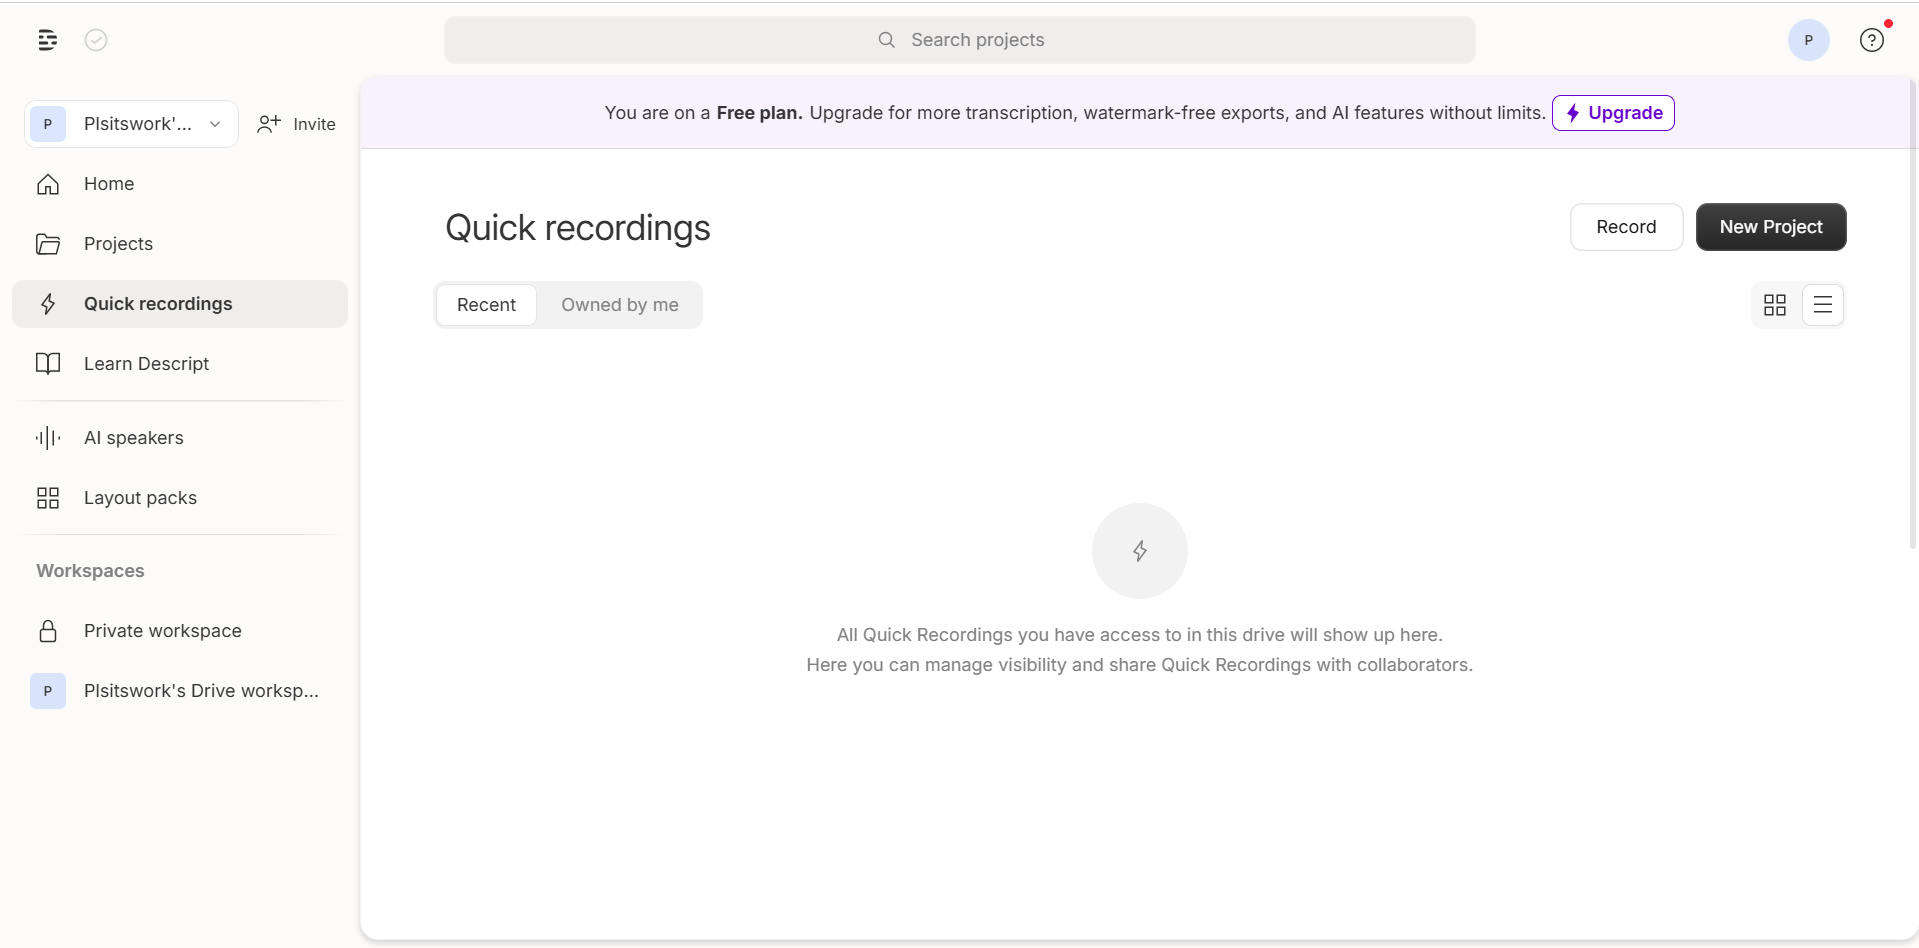 Search projects
P
?
P
Plsitswork'...
Invite
You are on a Free plan. Upgrade for more transcription, watermark-free exports, and AI features without limits.
Upgrade
Home
Projects
Quick recordings
Learn Descript
AI speakers
Layout packs
Workspaces
Private workspace
P
Plsitswork's Drive worksp...
Quick recordings
Record
New Project
Recent
Owned by me
All Quick Recordings you have access to in this drive will show up here.
Here you can manage visibility and share Quick Recordings with collaborators.